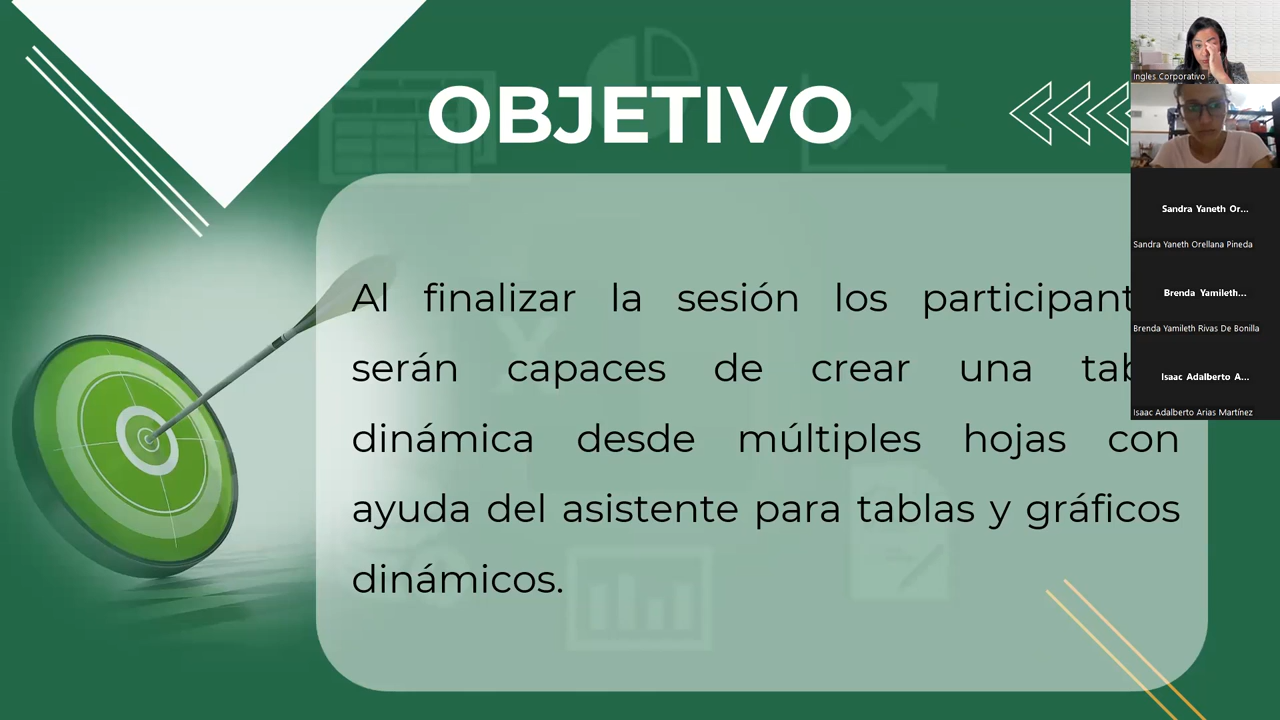 OBJETIVO
Al finalizar la sesión los participant
serán capaces de crear una tab
dinámica desde múltiples hojas con
ayuda del asistente para tablas y gráficos
dinámicos.
Ingles Corporativo
Sandra Yaneth Or...
Sandra Yaneth Orellana Pineda
Brenda Yamileth...
Brenda Yamileth Rivas De Bonilla
Isaac Adalberto A...
Isaac Adalberto Arias Martínez